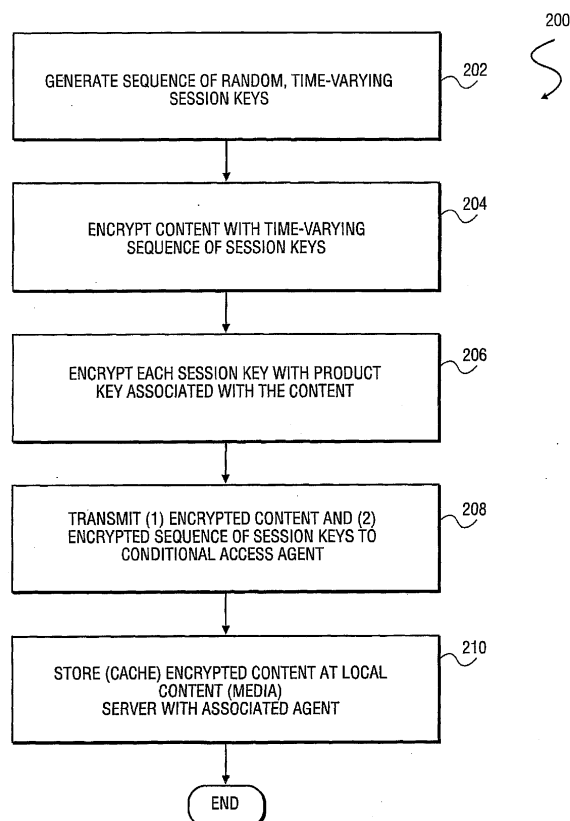 200
GENERATE SEQUENCE OF RANDOM, TIME-VARYING
SESSION KEYS
202
ENCRYPT CONTENT WITH TIME-VARYING
SEQUENCE OF SESSION KEYS
204
ENCRYPT EACH SESSION KEY WITH PRODUCT
KEY ASSOCIATED WITH THE CONTENT
206
TRANSMIT (1) ENCRYPTED CONTENT AND (2)
ENCRYPTED SEQUENCE OF SESSION KEYS TO
CONDITIONAL ACCESS AGENT
208
STORE (CACHE) ENCRYPTED CONTENT AT LOCAL
CONTENT (MEDIA)
SERVER WITH ASSOCIATED AGENT
210
END